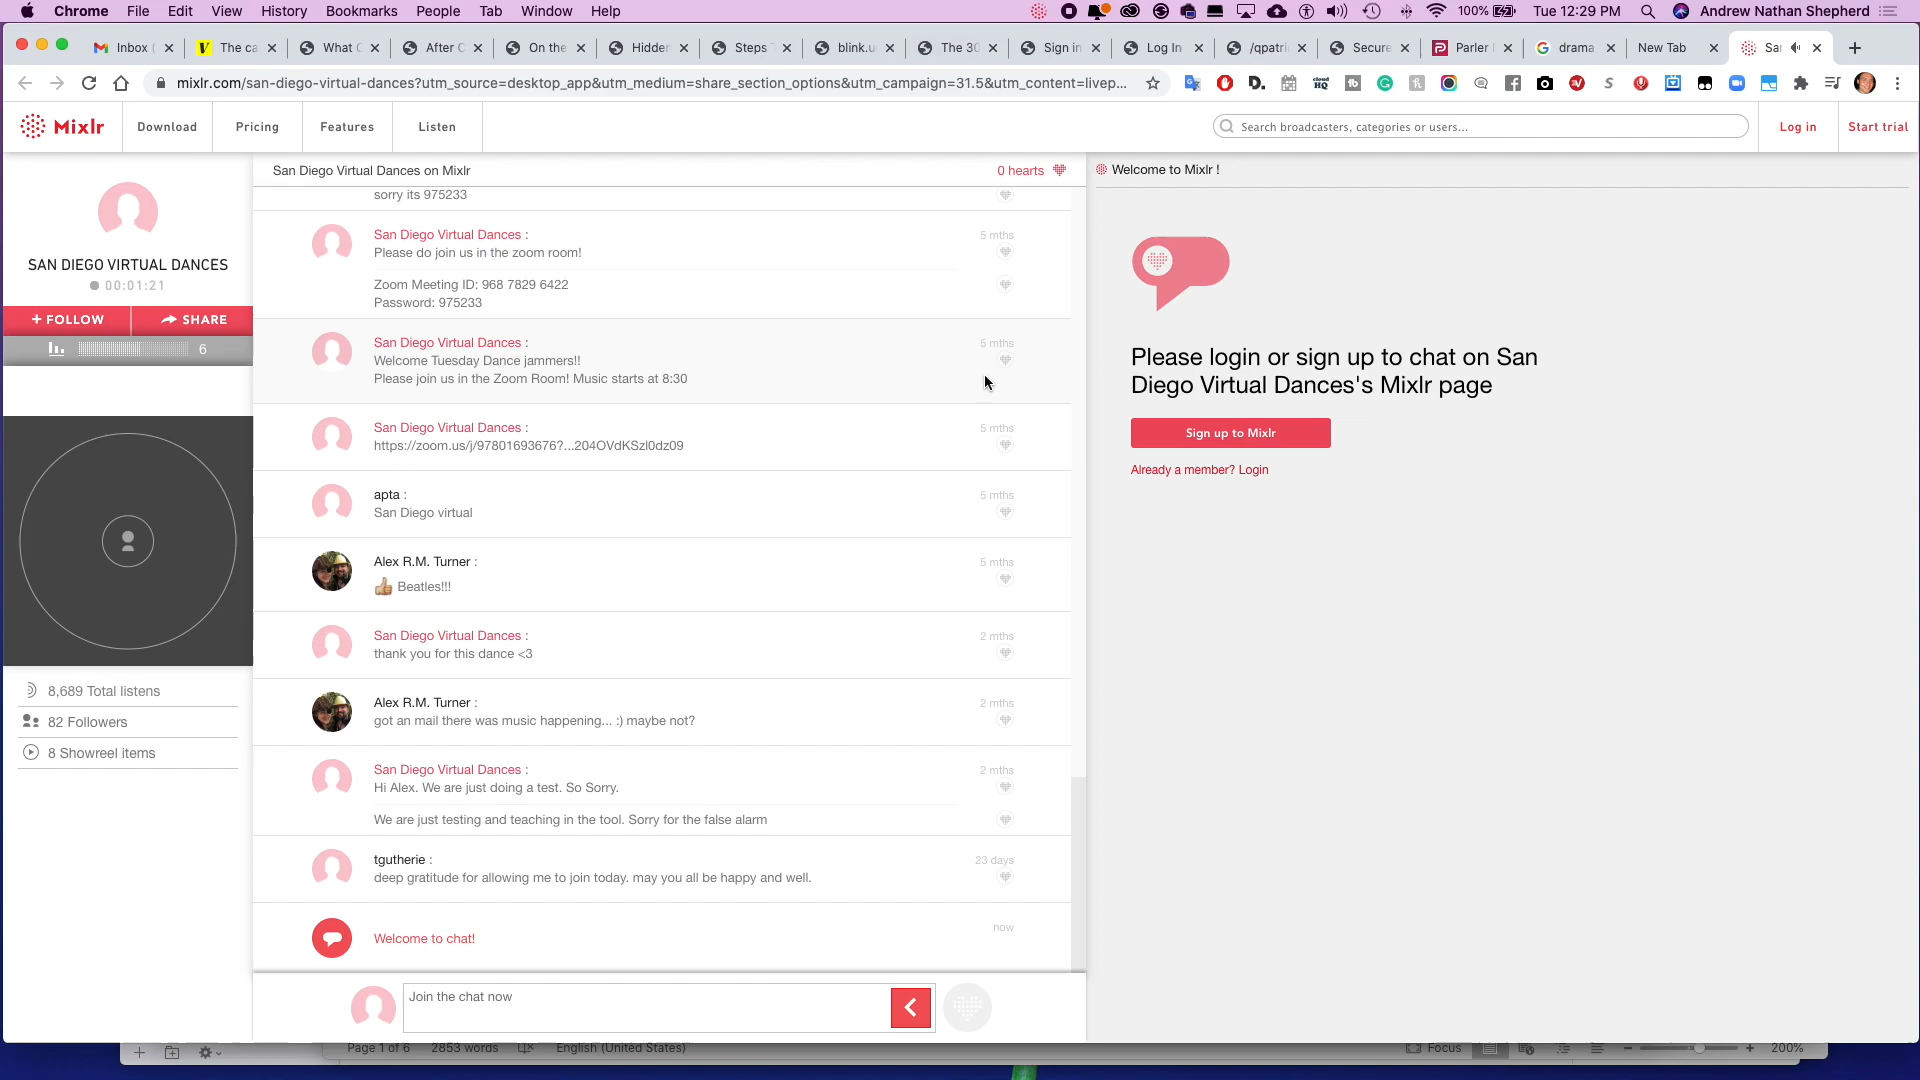 Chrome File Edit View History Bookmarks People Tab Window Help 100% Tue 12:29 PM Andrew Nathan Shepherd
Inbox ( The ca What C After C On the Hidden Steps T blink.u The 30 Sign in Log In /qpatri Secure Parler drama New Tab Sa
mixlr.com/san-diego-virtual-dances?utm_source=desktop_app&utm_medium=share_section_options&utm_campaign=31.5&utm_content=livep...
Mixlr Download Pricing Features Listen Search broadcasters, categories or users... Log in Start trial
SAN DIEGO VIRTUAL DANCES
00:01:21
+ FOLLOW SHARE
6
8,689 Total listens
82 Followers
8 Showreel items
San Diego Virtual Dances on Mixlr 0 hearts
sorry its 975233
San Diego Virtual Dances : 5 mths
Please do join us in the zoom room!
Zoom Meeting ID: 968 7829 6422
Password: 975233
San Diego Virtual Dances : 5 mths
Welcome Tuesday Dance jammers!!
Please join us in the Zoom Room! Music starts at 8:30
San Diego Virtual Dances : 5 mths
https://zoom.us/j/97801693676?...204OVdKSzl0dz09
apta : 5 mths
San Diego virtual
Alex R.M. Turner : 5 mths
👍 Beatles!!!
San Diego Virtual Dances : 2 mths
thank you for this dance <3
Alex R.M. Turner : 2 mths
got an mail there was music happening... :) maybe not?
San Diego Virtual Dances : 2 mths
Hi Alex. We are just doing a test. So Sorry.
We are just testing and teaching in the tool. Sorry for the false alarm
tgutherie : 23 days
deep gratitude for allowing me to join today. may you all be happy and well.
Welcome to chat! now
Join the chat now
Welcome to Mixlr !
Please login or sign up to chat on San
Diego Virtual Dances's Mixlr page
Sign up to Mixlr
Already a member? Login
Page 1 of 6 2853 words English (United States) Focus 200%